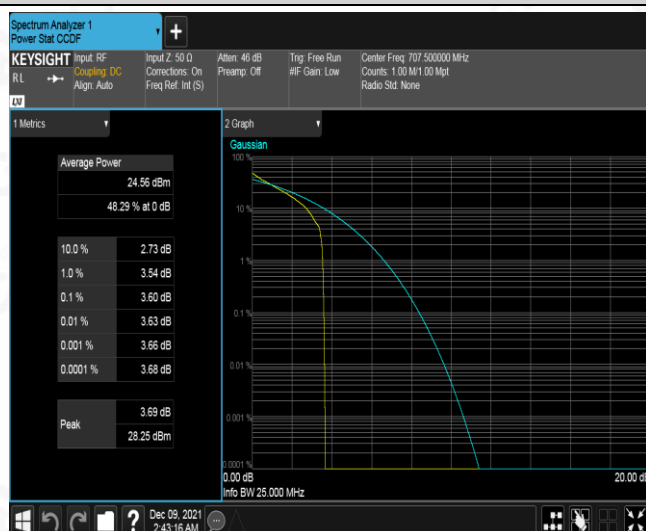 Spectrum Analyzer 1
Power Stat CCDF
+
KEYSIGHT
RL
LXI
Input: RF
Coupling: DC
Align: Auto
Input Z: 50 Ω
Corrections: On
Freq Ref: Int (S)
Atten: 46 dB
Preamp: Off
Trig: Free Run
#IF Gain: Low
Center Freq: 707.500000 MHz
Counts: 1.00 M/1.00 Mpt
Radio Std: None
1 Metrics
Average Power
24.56 dBm
48.29 % at 0 dB
10.0 % 2.73 dB
1.0 % 3.54 dB
0.1 % 3.60 dB
0.01 % 3.63 dB
0.001 % 3.66 dB
0.0001 % 3.68 dB
Peak
3.69 dB
28.25 dBm
2 Graph
Gaussian
100 %
10 %
1 %
0.1 %
0.01 %
0.001 %
0.0001 %
0.00 dB
20.00 dB
Info BW 25.000 MHz
?
Dec 09, 2021
2:43:16 AM